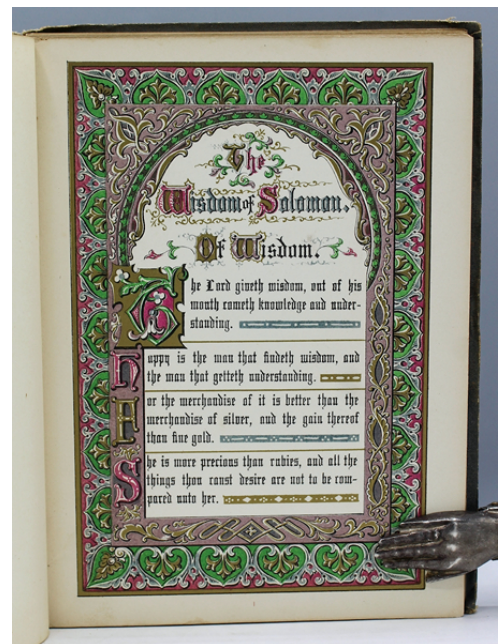 The
Wisdom of Solomon.
Of Wisdom.
The Lord giveth wisdom, out of his
mouth cometh knowledge and under-
standing.
Happy is the man that findeth wisdom, and
the man that getteth understanding.
For the merchandise of it is better than the
merchandise of silver, and the gain thereof
than fine gold.
She is more precious than rubies, and all the
things thou canst desire are not to be com-
pared unto her.